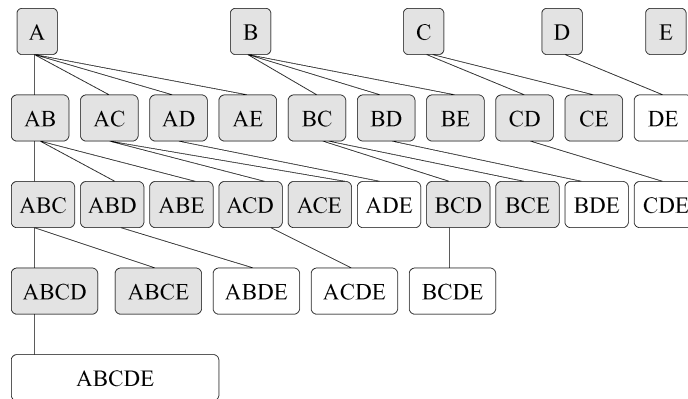 A B C D E
AB AC AD AE BC BD BE CD CE DE
ABC ABD ABE ACD ACE ADE BCD BCE BDE CDE
ABCD ABCE ABDE ACDE BCDE
ABCDE